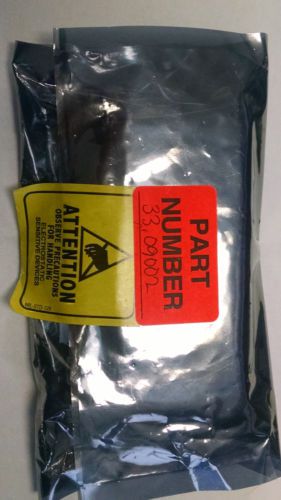 PART
NUMBER
33,09002
ATTENTION
OBSERVE PRECAUTIONS
FOR HANDLING
ELECTROSTATIC
SENSITIVE DEVICES